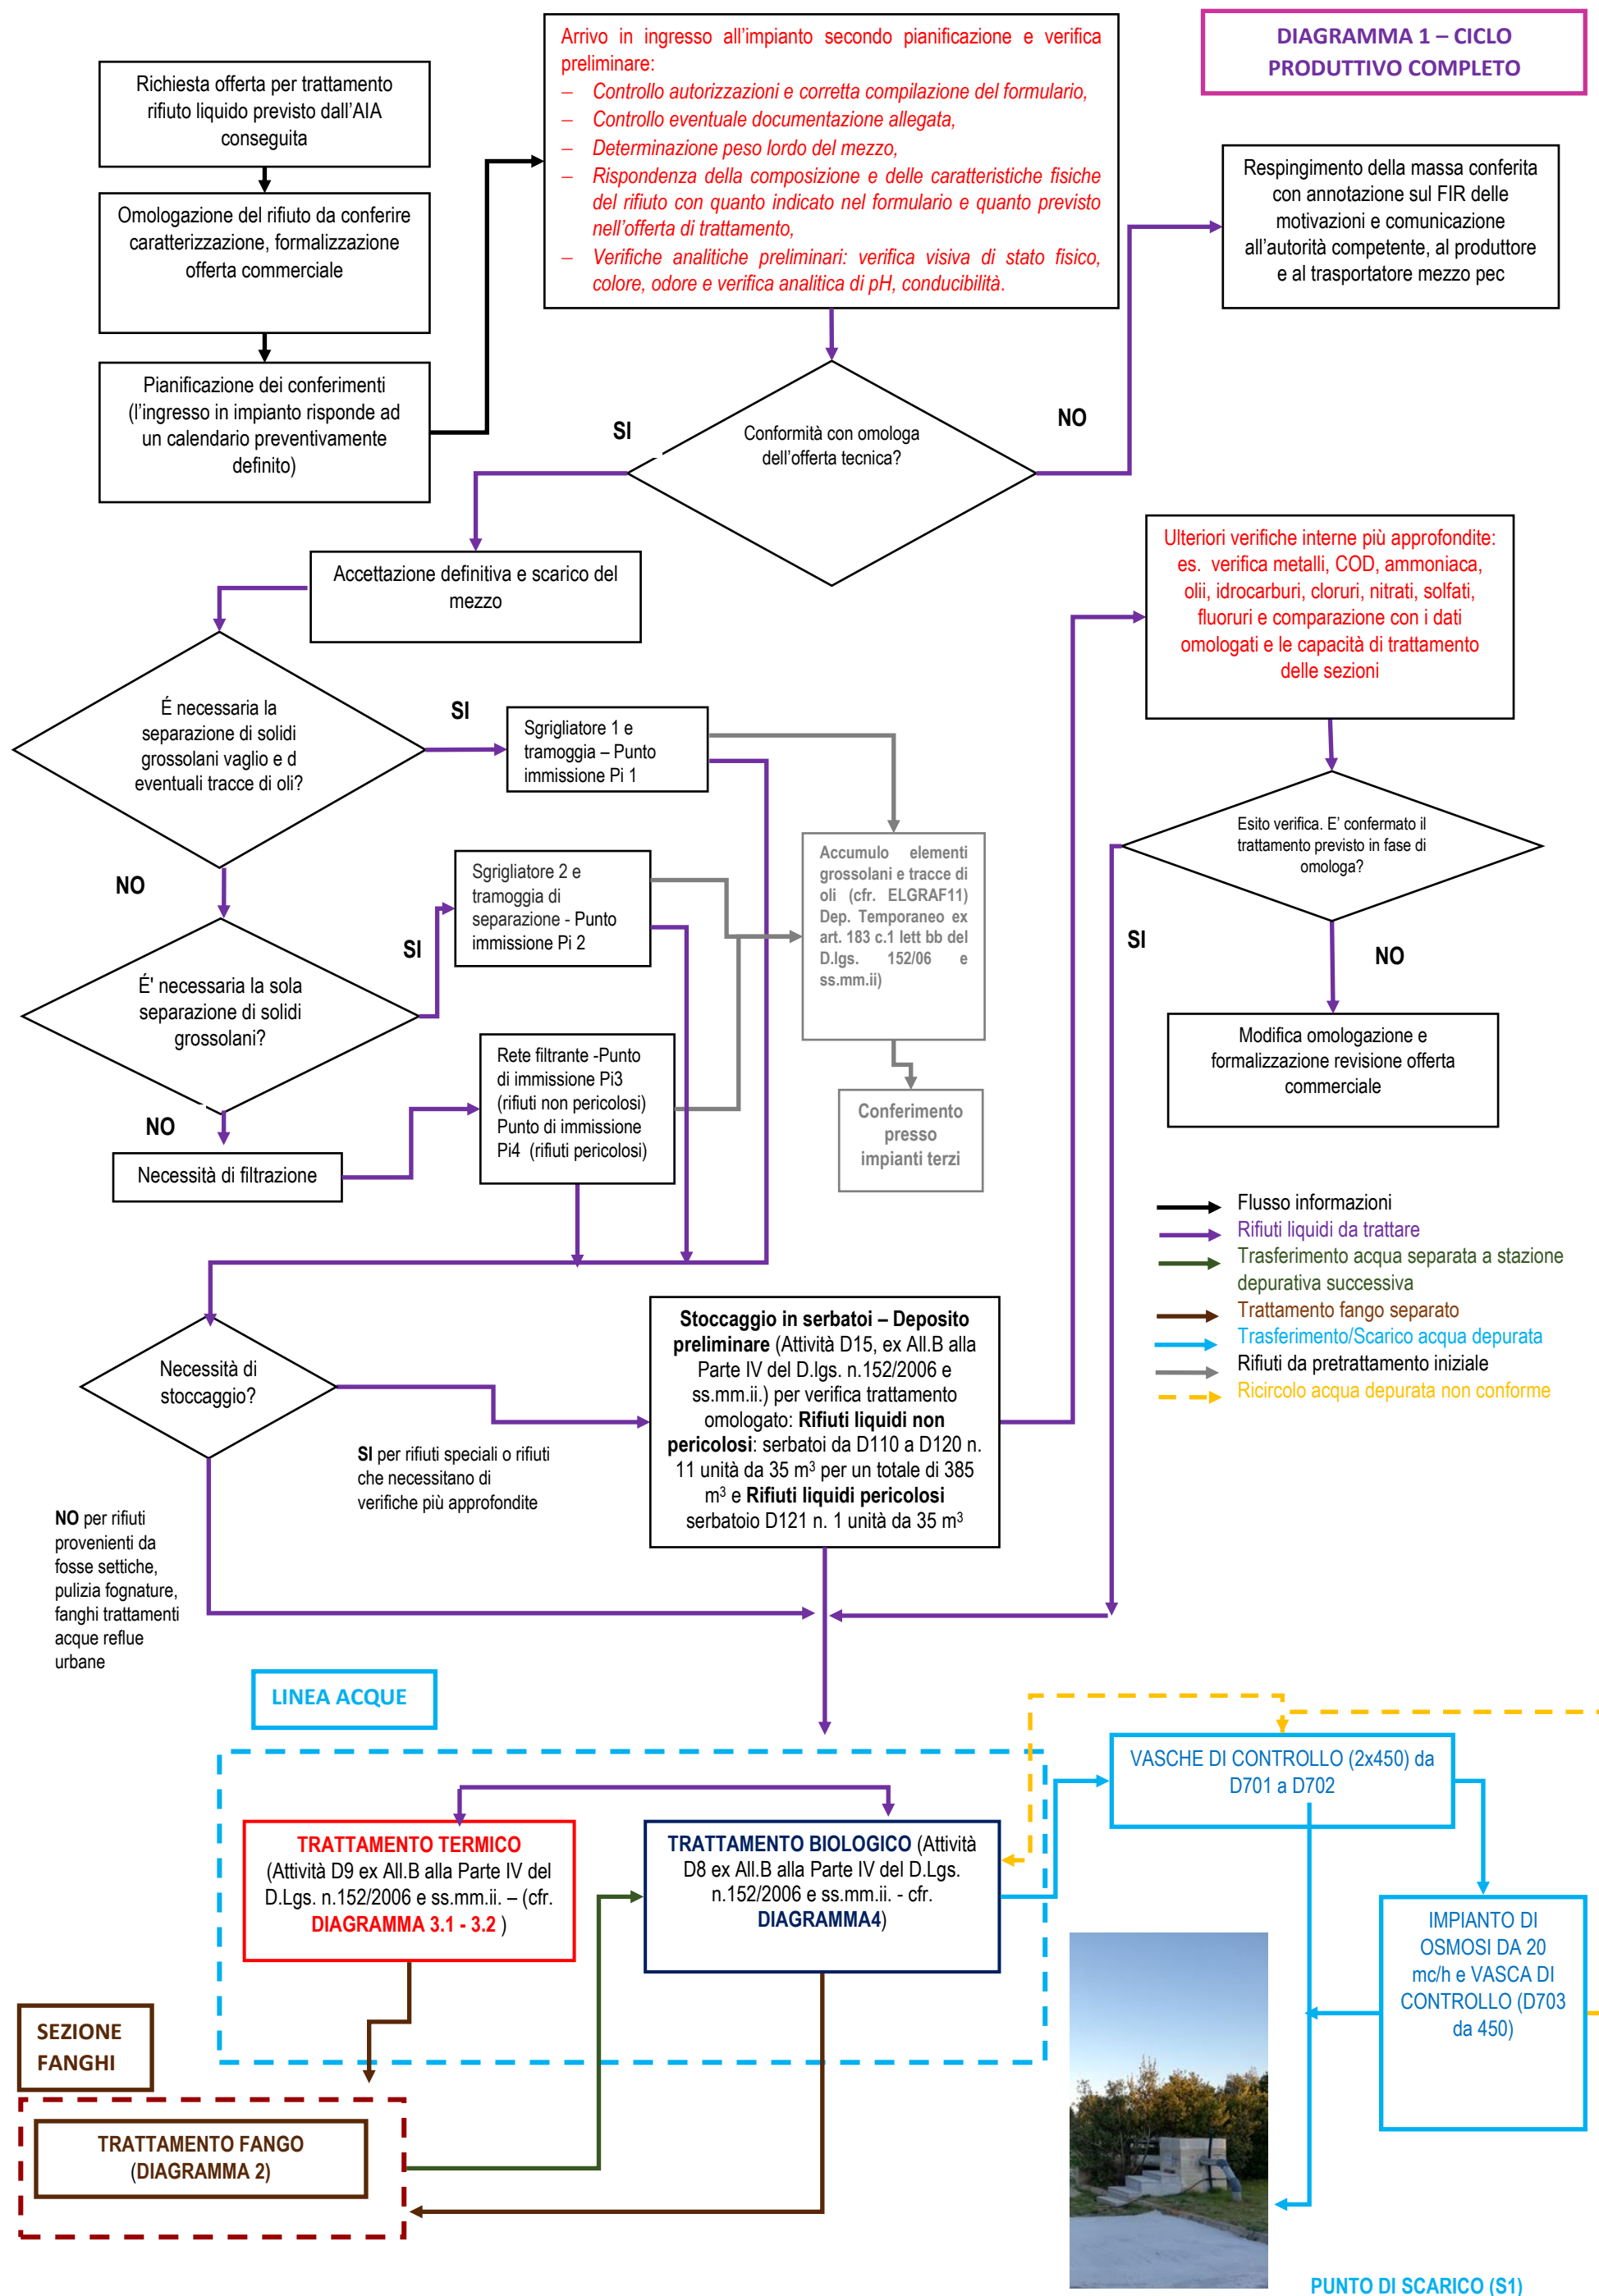 DIAGRAMMA 1 – CICLO
PRODUTTIVO COMPLETO
Richiesta offerta per trattamento
rifiuto liquido previsto dall'AIA
conseguita
Omologazione del rifiuto da conferire
caratterizzazione, formalizzazione
offerta commerciale
Pianificazione dei conferimenti
(l'ingresso in impianto risponde ad
un calendario preventivamente
definito)
Arrivo in ingresso all'impianto secondo pianificazione e verifica
preliminare:
– Controllo autorizzazioni e corretta compilazione del formulario,
– Controllo eventuale documentazione allegata,
– Determinazione peso lordo del mezzo,
– Rispondenza della composizione e delle caratteristiche fisiche
del rifiuto con quanto indicato nel formulario e quanto previsto
nell'offerta di trattamento,
– Verifiche analitiche preliminari: verifica visiva di stato fisico,
colore, odore e verifica analitica di pH, conducibilità.
Respingimento della massa conferita
con annotazione sul FIR delle
motivazioni e comunicazione
all'autorità competente, al produttore
e al trasportatore mezzo pec
SI
Conformità con omologa
dell'offerta tecnica?
NO
Accettazione definitiva e scarico del
mezzo
Ulteriori verifiche interne più approfondite:
es. verifica metalli, COD, ammoniaca,
olii, idrocarburi, cloruri, nitrati, solfati,
fluoruri e comparazione con i dati
omologati e le capacità di trattamento
delle sezioni
É necessaria la
separazione di solidi
grossolani vaglio e d
eventuali tracce di oli?
SI
Sgrigliatore 1 e
tramoggia – Punto
immissione Pi 1
NO
Sgrigliatore 2 e
tramoggia di
separazione - Punto
immissione Pi 2
SI
Accumulo elementi
grossolani e tracce di
oli (cfr. ELGRAF11)
Dep. Temporaneo ex
art. 183 c.1 lett bb del
D.lgs. 152/06 e
ss.mm.ii)
Esito verifica. E' confermato il
trattamento previsto in fase di
omologa?
SI
NO
É' necessaria la sola
separazione di solidi
grossolani?
NO
Rete filtrante -Punto
di immissione Pi3
(rifiuti non pericolosi)
Punto di immissione
Pi4 (rifiuti pericolosi)
Modifica omologazione e
formalizzazione revisione offerta
commerciale
Conferimento
presso
impianti terzi
Necessità di filtrazione
Flusso informazioni
Rifiuti liquidi da trattare
Trasferimento acqua separata a stazione
depurativa successiva
Trattamento fango separato
Trasferimento/Scarico acqua depurata
Rifiuti da pretrattamento iniziale
Ricircolo acqua depurata non conforme
Necessità di
stoccaggio?
SI per rifiuti speciali o rifiuti
che necessitano di
verifiche più approfondite
NO per rifiuti
provenienti da
fosse settiche,
pulizia fognature,
fanghi trattamenti
acque reflue
urbane
Stoccaggio in serbatoi – Deposito
preliminare (Attività D15, ex All.B alla
Parte IV del D.lgs. n.152/2006 e
ss.mm.ii.) per verifica trattamento
omologato: Rifiuti liquidi non
pericolosi: serbatoi da D110 a D120 n.
11 unità da 35 m³ per un totale di 385
m³ e Rifiuti liquidi pericolosi
serbatoio D121 n. 1 unità da 35 m³
LINEA ACQUE
TRATTAMENTO TERMICO
(Attività D9 ex All.B alla Parte IV del
D.Lgs. n.152/2006 e ss.mm.ii. – (cfr.
DIAGRAMMA 3.1 - 3.2 )
TRATTAMENTO BIOLOGICO (Attività
D8 ex All.B alla Parte IV del D.Lgs.
n.152/2006 e ss.mm.ii. - cfr.
DIAGRAMMA4)
VASCHE DI CONTROLLO (2x450) da
D701 a D702
IMPIANTO DI
OSMOSI DA 20
mc/h e VASCA DI
CONTROLLO (D703
da 450)
SEZIONE
FANGHI
TRATTAMENTO FANGO
(DIAGRAMMA 2)
PUNTO DI SCARICO (S1)